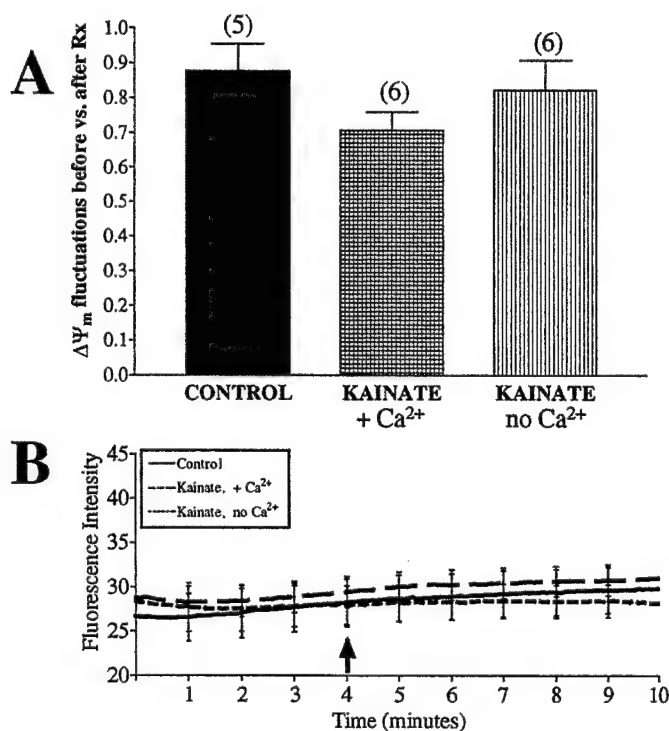 A
ΔΨm fluctuations before vs. after Rx
1.0
0.9
0.8
0.7
0.6
0.5
0.4
0.3
0.2
0.1
0.0
(5)
(6)
(6)
CONTROL
KAINATE
+ Ca²⁺
KAINATE
no Ca²⁺
B
Fluorescence Intensity
45
40
35
30
25
20
Control
Kainate, + Ca²⁺
Kainate, no Ca²⁺
1 2 3 4 5 6 7 8 9 10
Time (minutes)